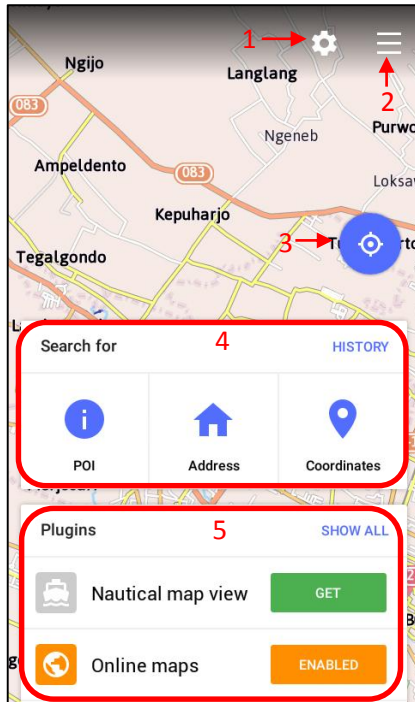 1
2
Ngijo
Langlang
083
Ngeneb
Purwo
Ampeldento
083
Loksa
Kepuharjo
3
Tegalgondo
Search for
4
HISTORY
POI
Address
Coordinates
Plugins
5
SHOW ALL
Nautical map view
GET
Online maps
ENABLED